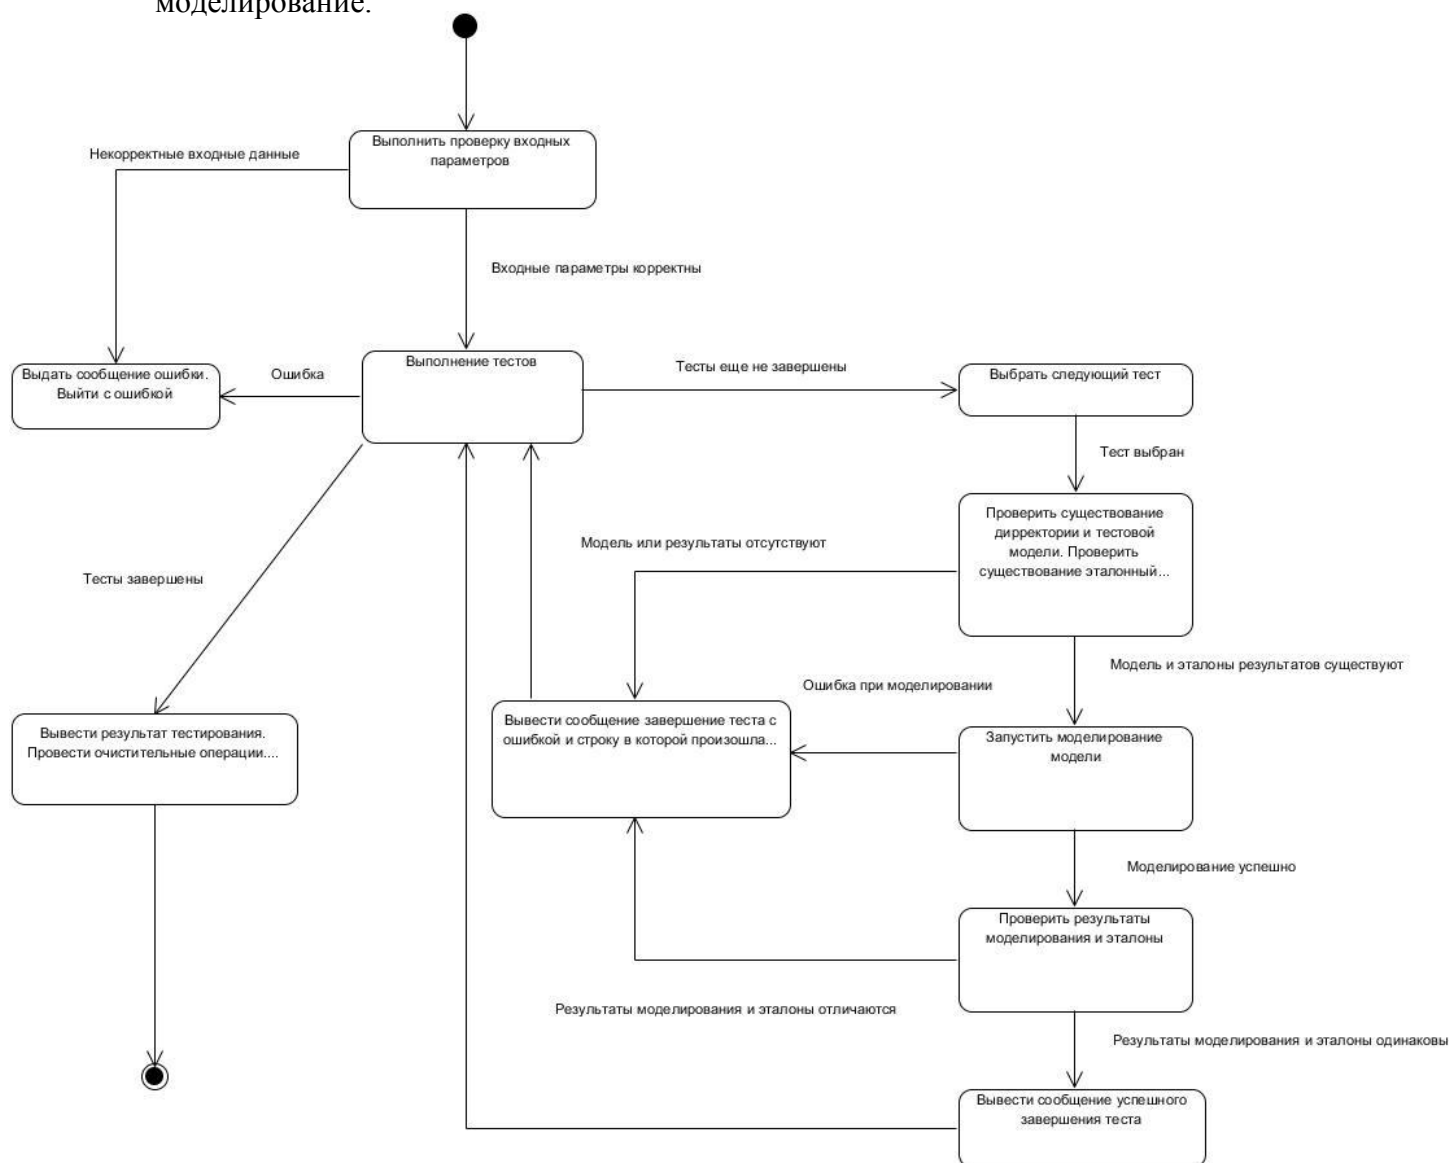 моделирование.
Выполнить проверку входных
параметров
Некорректные входные данные
Входные параметры корректны
Выдать сообщение ошибки.
Выйти с ошибкой
Ошибка
Выполнение тестов
Тесты еще не завершены
Выбрать следующий тест
Тест выбран
Проверить существование
дирректории и тестовой
модели. Проверить
существование эталонный...
Модель или результаты отсутствуют
Тесты завершены
Модель и эталоны результатов существуют
Ошибка при моделировании
Вывести результат тестирования.
Провести очистительные операции....
Вывести сообщение завершение теста с
ошибкой и строку в которой произошла...
Запустить моделирование
модели
Моделирование успешно
Проверить результаты
моделирования и эталоны
Результаты моделирования и эталоны отличаются
Результаты моделирования и эталоны одинаковы
Вывести сообщение успешного
завершения теста